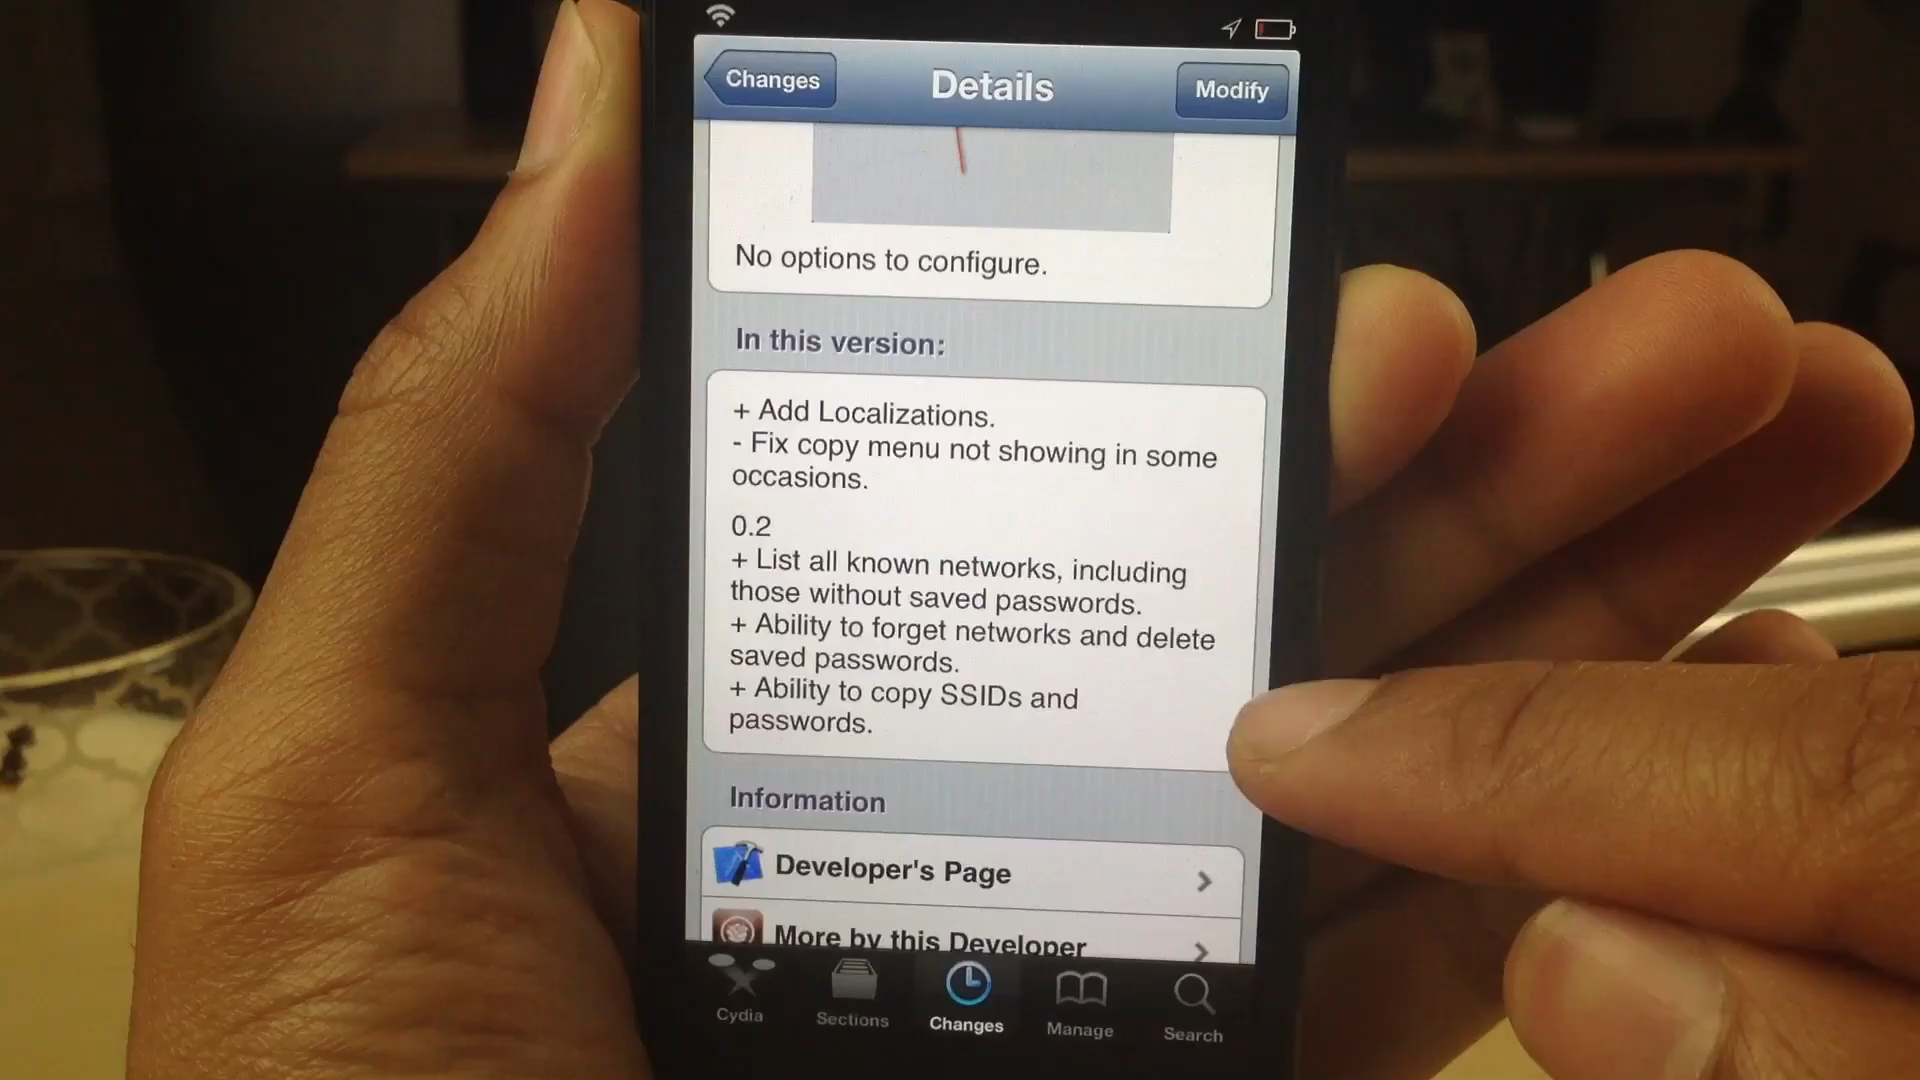 Changes
Details
Modify
No options to configure.
In this version:
+ Add Localizations.
- Fix copy menu not showing in some
occasions.
0.2
+ List all known networks, including
those without saved passwords.
+ Ability to forget networks and delete
saved passwords.
+ Ability to copy SSIDs and
passwords.
Information
Developer's Page
More by this Developer
Cydia
Sections
Changes
Manage
Search